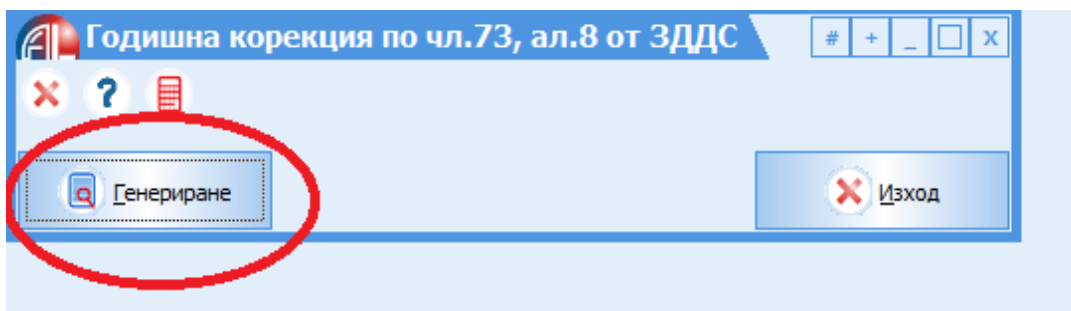 Годишна корекция по чл.73, ал.8 от ЗДДС # + _ X
?
Генериране Изход